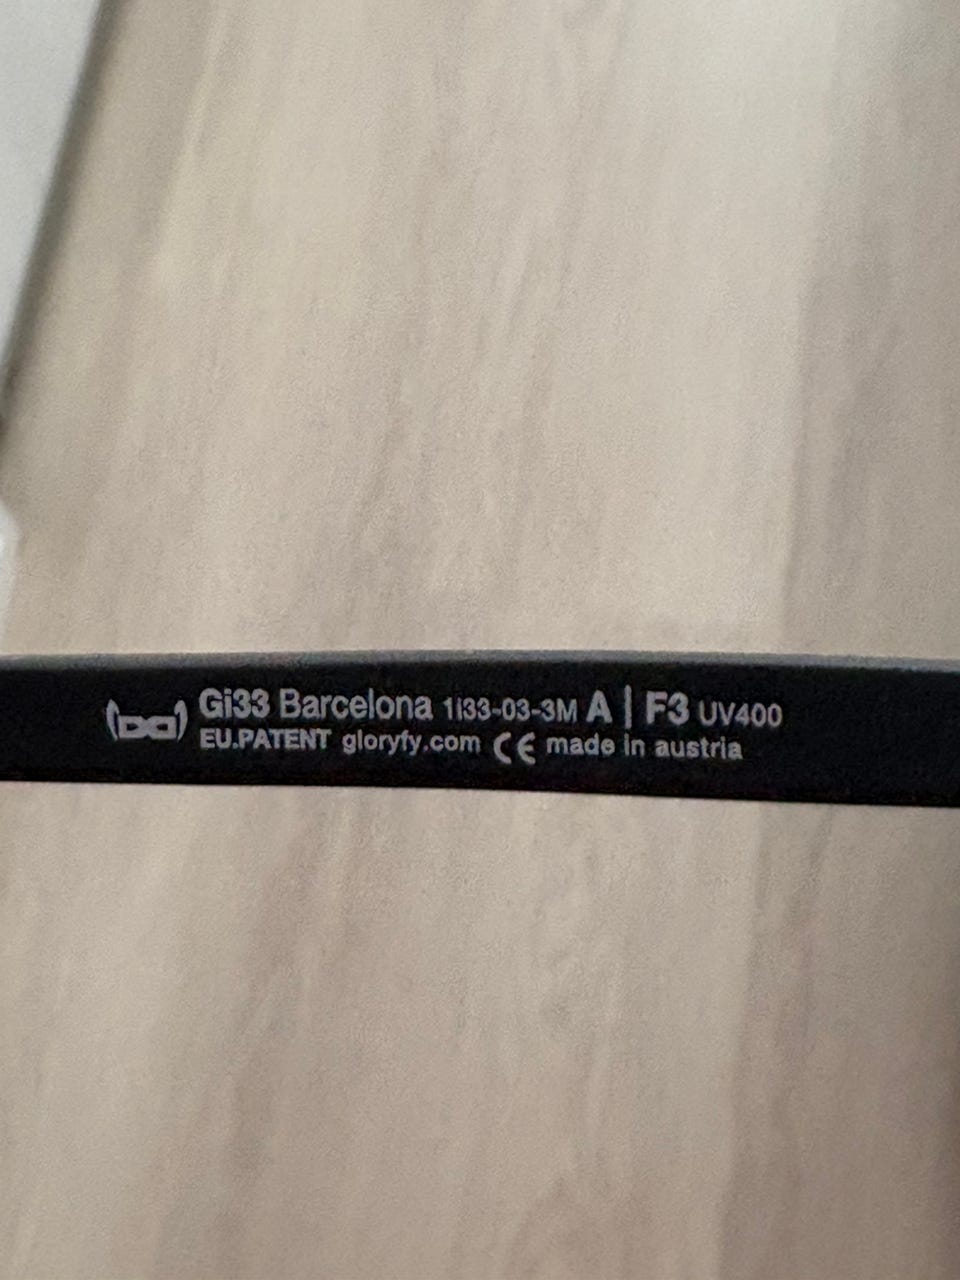 Gi33 Barcelona 1i33-03-3M A | F3 UV400
EU.PATENT gloryfy.com CE made in austria